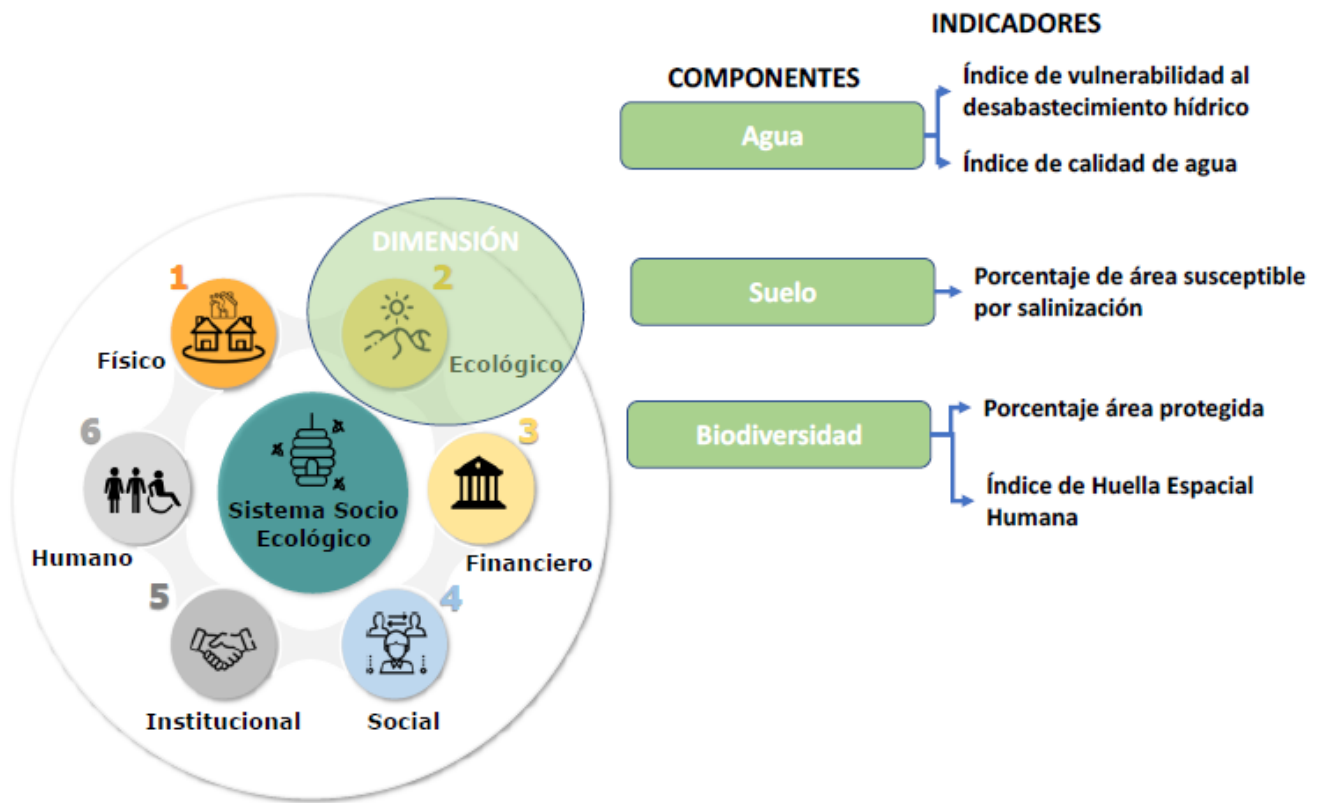 INDICADORES
COMPONENTES
Agua
Índice de vulnerabilidad al
desabastecimiento hídrico
Índice de calidad de agua
Suelo
Porcentaje de área susceptible
por salinización
Biodiversidad
Porcentaje área protegida
Índice de Huella Espacial
Humana
DIMENSIÓN
1
Físico
2
Ecológico
3
Financiero
4
Social
5
Institucional
6
Humano
Sistema Socio
Ecológico